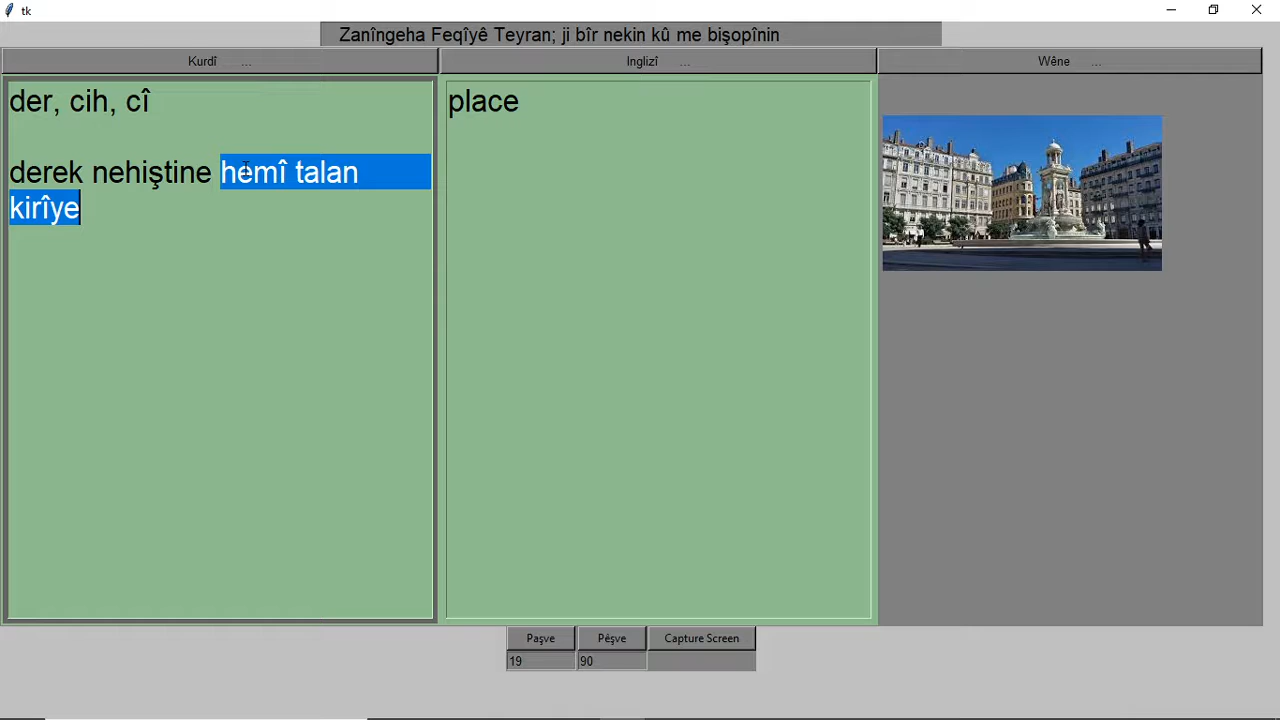 tk
Zanîngeha Feqîyê Teyran; ji bîr nekin kû me bişopînin
Kurdî ...
Inglizî ...
Wêne ...
der, cih, cî
derek nehiştine hemî talan
kirîye
place
Paşve
Pêşve
Capture Screen
19
90